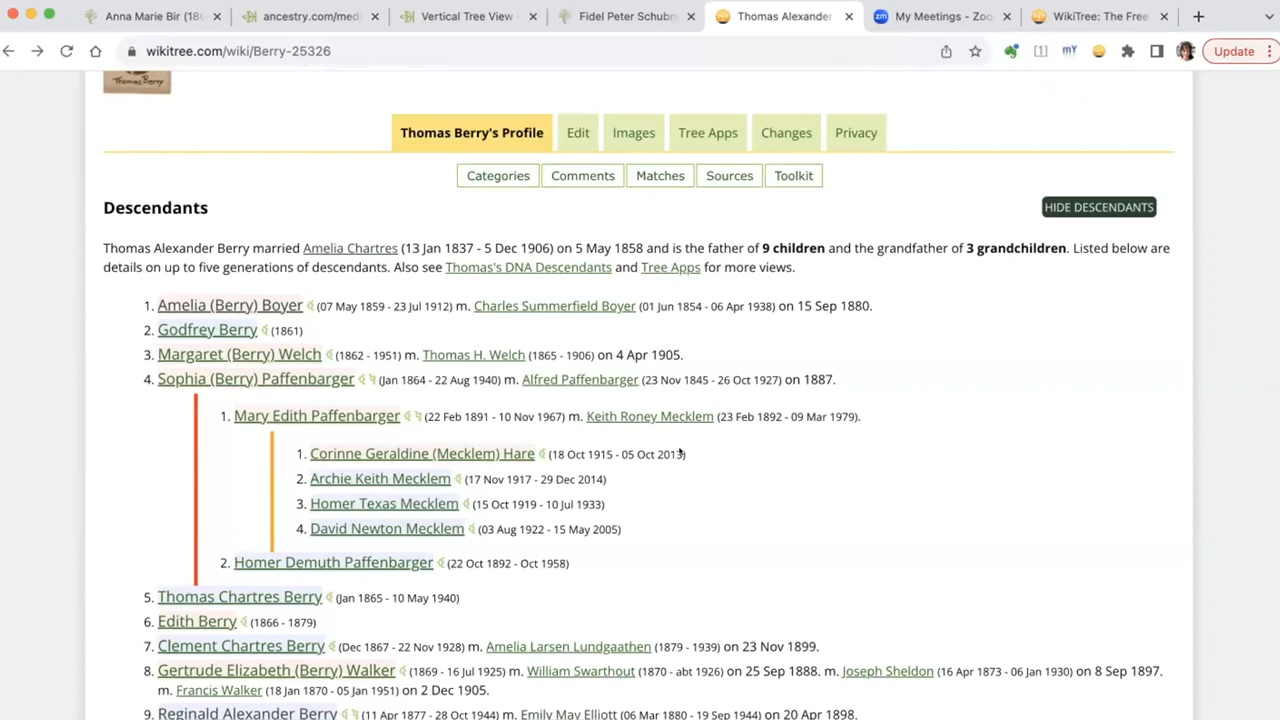 Anna Marie Bir (18
ancestry.com/med
Vertical Tree View -
Fidel Peter Schubm
Thomas Alexander
My Meetings - Zoo
WikiTree: The Free
wikitree.com/wiki/Berry-25326
Update
Thomas Berry
Thomas Berry's Profile
Edit
Images
Tree Apps
Changes
Privacy
Categories
Comments
Matches
Sources
Toolkit
Descendants
HIDE DESCENDANTS
Thomas Alexander Berry married Amelia Chartres (13 Jan 1837 - 5 Dec 1906) on 5 May 1858 and is the father of 9 children and the grandfather of 3 grandchildren. Listed below are
details on up to five generations of descendants. Also see Thomas's DNA Descendants and Tree Apps for more views.
1. Amelia (Berry) Boyer (07 May 1859 - 23 Jul 1912) m. Charles Summerfield Boyer (01 Jun 1854 - 06 Apr 1938) on 15 Sep 1880.
2. Godfrey Berry (1861)
3. Margaret (Berry) Welch (1862 - 1951) m. Thomas H. Welch (1865 - 1906) on 4 Apr 1905.
4. Sophia (Berry) Paffenbarger (Jan 1864 - 22 Aug 1940) m. Alfred Paffenbarger (23 Nov 1845 - 26 Oct 1927) on 1887.
1. Mary Edith Paffenbarger (22 Feb 1891 - 10 Nov 1967) m. Keith Roney Mecklem (23 Feb 1892 - 09 Mar 1979).
1. Corinne Geraldine (Mecklem) Hare (18 Oct 1915 - 05 Oct 2013)
2. Archie Keith Mecklem (17 Nov 1917 - 29 Dec 2014)
3. Homer Texas Mecklem (15 Oct 1919 - 10 Jul 1933)
4. David Newton Mecklem (03 Aug 1922 - 15 May 2005)
2. Homer Demuth Paffenbarger (22 Oct 1892 - Oct 1958)
5. Thomas Chartres Berry (Jan 1865 - 10 May 1940)
6. Edith Berry (1866 - 1879)
7. Clement Chartres Berry (Dec 1867 - 22 Nov 1928) m. Amelia Larsen Lundgaathen (1879 - 1939) on 23 Nov 1899.
8. Gertrude Elizabeth (Berry) Walker (1869 - 16 Jul 1925) m. William Swarthout (1870 - abt 1926) on 25 Sep 1888. m. Joseph Sheldon (16 Apr 1873 - 06 Jan 1930) on 8 Sep 1897.
m. Francis Walker (18 Jan 1870 - 05 Jan 1951) on 2 Dec 1905.
9. Reginald Alexander Berry (11 Apr 1877 - 28 Oct 1944) m. Emily May Elliott (06 Mar 1880 - 19 Sep 1944) on 20 Apr 1898.